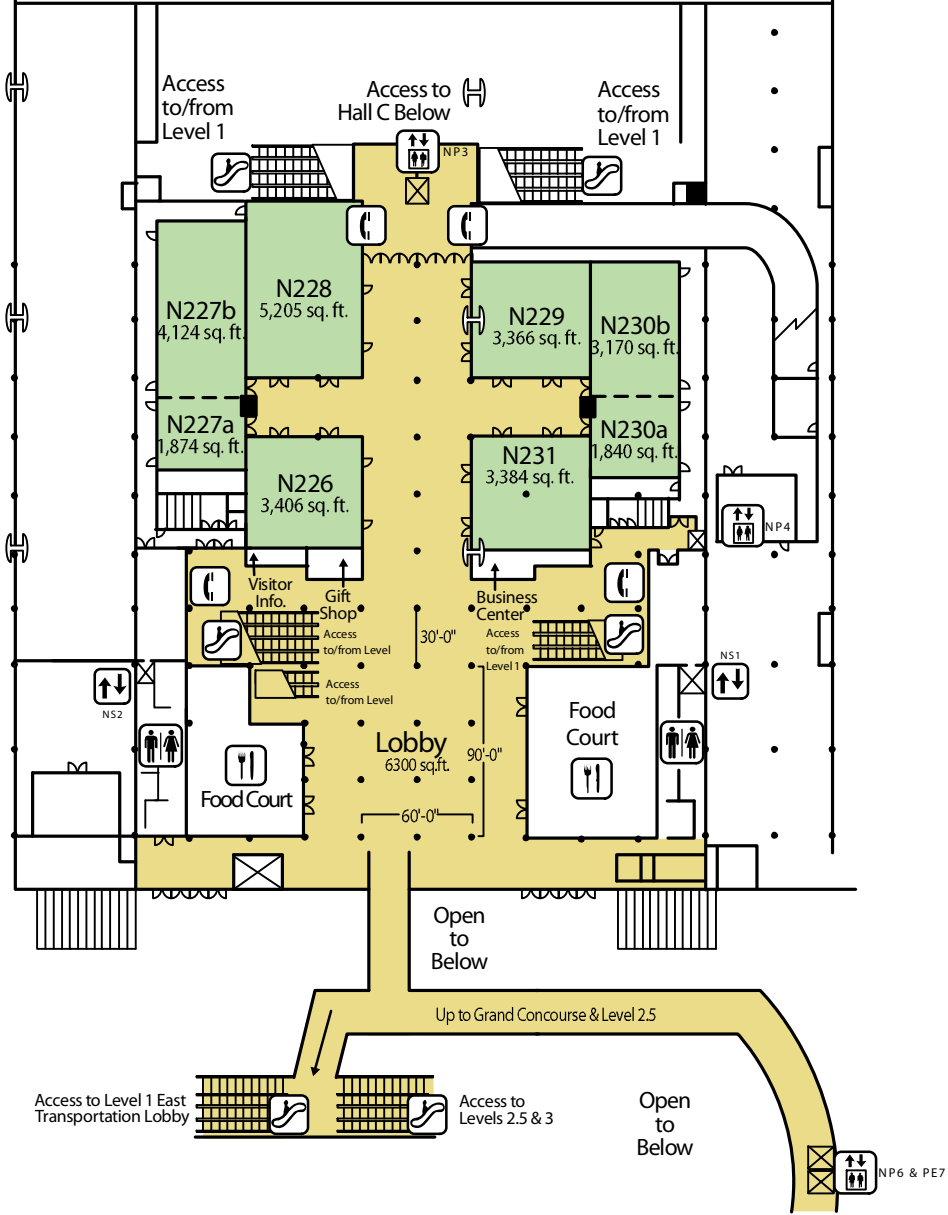 Access
to/from
Level 1
Access to
Hall C Below
Access
to/from
Level 1
NP3
N227b
4,124 sq. ft.
N228
5,205 sq. ft.
N229
3,366 sq. ft.
N230b
3,170 sq. ft.
N227a
1,874 sq. ft.
N226
3,406 sq. ft.
N231
3,384 sq. ft.
N230a
1,840 sq. ft.
NP4
Visitor
Info.
Gift
Shop
Business
Center
Access
to/from Level
30'-0"
Access
to/from
Level 1
Access
to/from Level
NS2
NS1
Food
Court
Lobby
6300 sq.ft.
90'-0"
Food Court
60'-0"
Open
to
Below
Up to Grand Concourse & Level 2.5
Access to Level 1 East
Transportation Lobby
Access to
Levels 2.5 & 3
Open
to
Below
NP6 & PE7